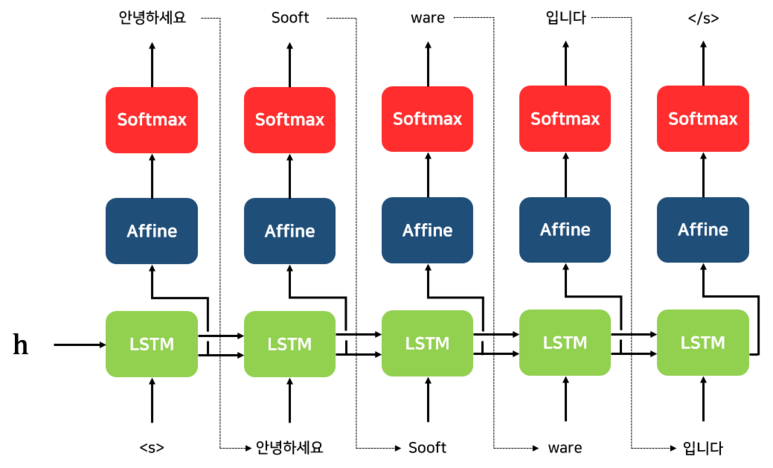 안녕하세요 Sooft ware 입니다 </s>
Softmax Softmax Softmax Softmax Softmax
Affine Affine Affine Affine Affine
h LSTM LSTM LSTM LSTM LSTM
<s> 안녕하세요 Sooft ware 입니다